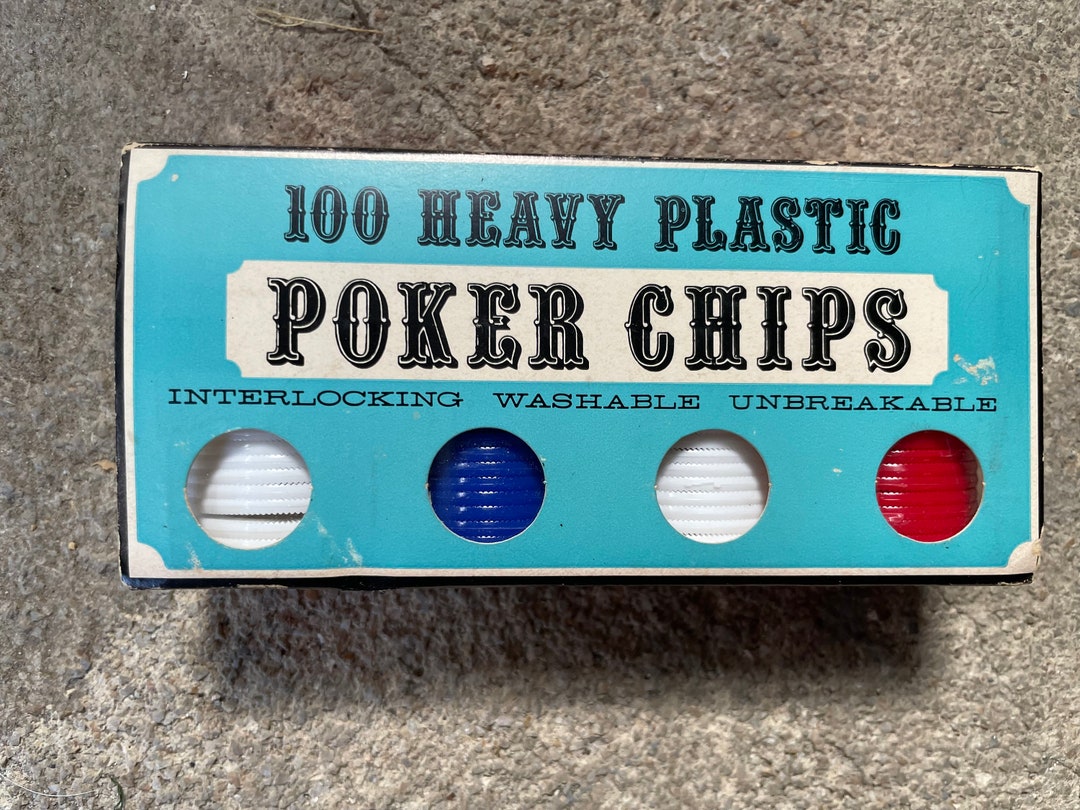 100 HEAVY PLASTIC
POKER CHIPS
INTERLOCKING WASHABLE UNBREAKABLE